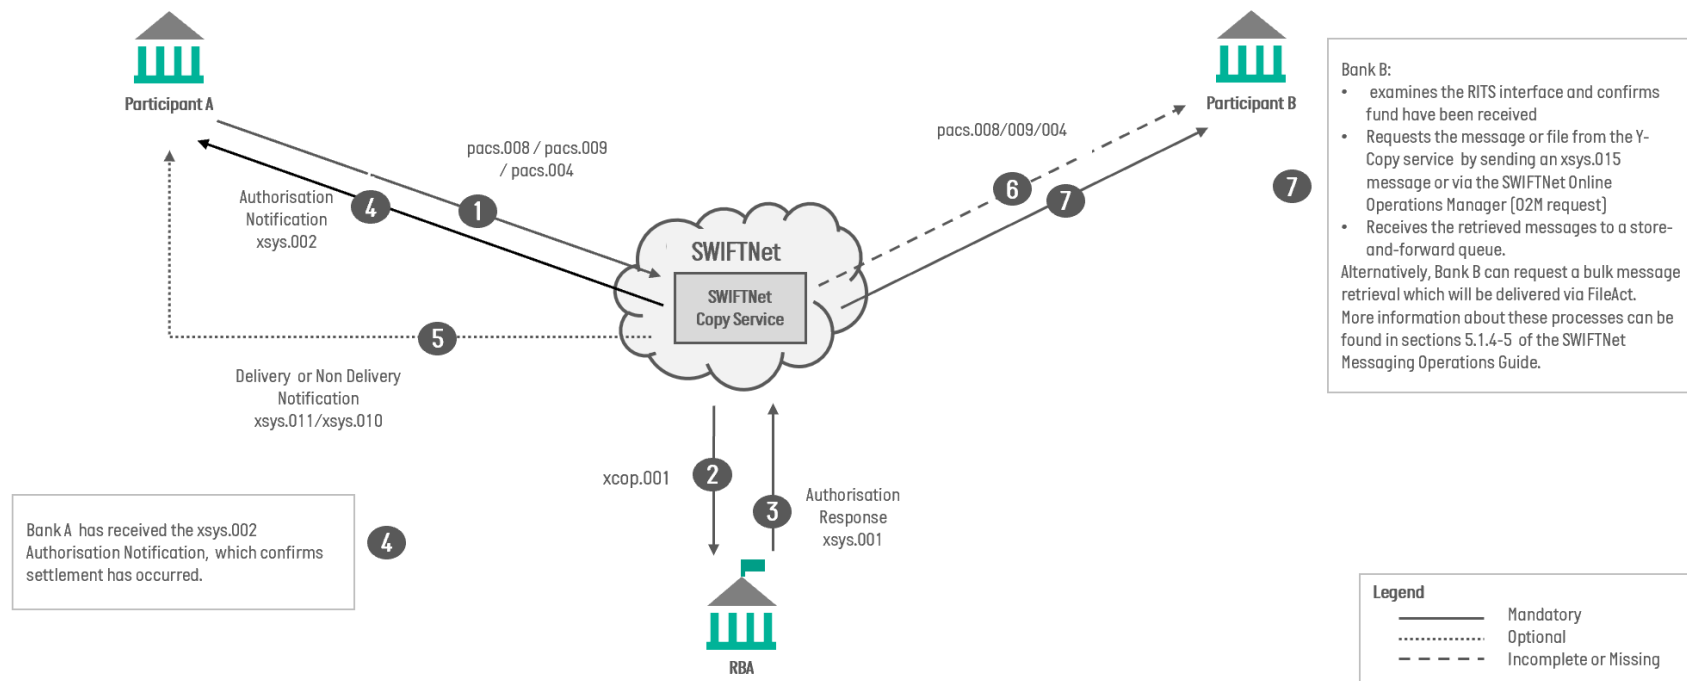 Participant A
Participant B
pacs.008 / pacs.009
/ pacs.004
pacs.008/009/004
Authorisation
Notification
xsys.002
4
1
6
7
SWIFTNet
SWIFTNet
Copy Service
5
Delivery or Non Delivery
Notification
xsys.011/xsys.010
xcop.001
2
3
Authorisation
Response
xsys.001
RBA
Bank A has received the xsys.002
Authorisation Notification, which confirms
settlement has occurred.
4
7
Bank B:
• examines the RITS interface and confirms
fund have been received
• Requests the message or file from the Y-
Copy service by sending an xsys.015
message or via the SWIFTNet Online
Operations Manager (O2M request)
• Receives the retrieved messages to a store-
and-forward queue.
Alternatively, Bank B can request a bulk message
retrieval which will be delivered via FileAct.
More information about these processes can be
found in sections 5.1.4-5 of the SWIFTNet
Messaging Operations Guide.
Legend
Mandatory
Optional
Incomplete or Missing